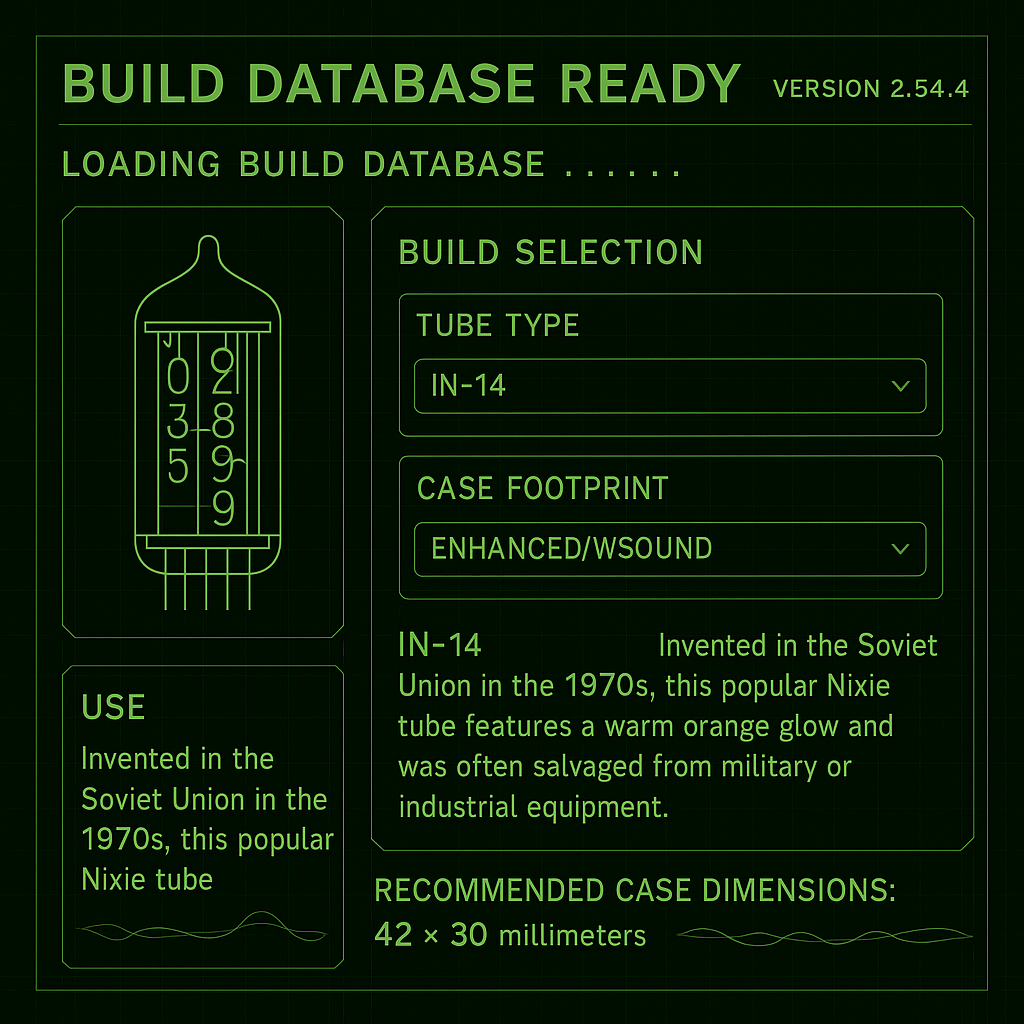 BUILD DATABASE READY VERSION 2.54.4
LOADING BUILD DATABASE ......
0 2
3 8
5 9
9
BUILD SELECTION
TUBE TYPE
IN-14
CASE FOOTPRINT
ENHANCED/WSOUND
IN-14 Invented in the Soviet
Union in the 1970s, this popular Nixie
tube features a warm orange glow and
was often salvaged from military or
industrial equipment.
USE
Invented in the
Soviet Union in the
1970s, this popular
Nixie tube
RECOMMENDED CASE DIMENSIONS:
42 × 30 millimeters